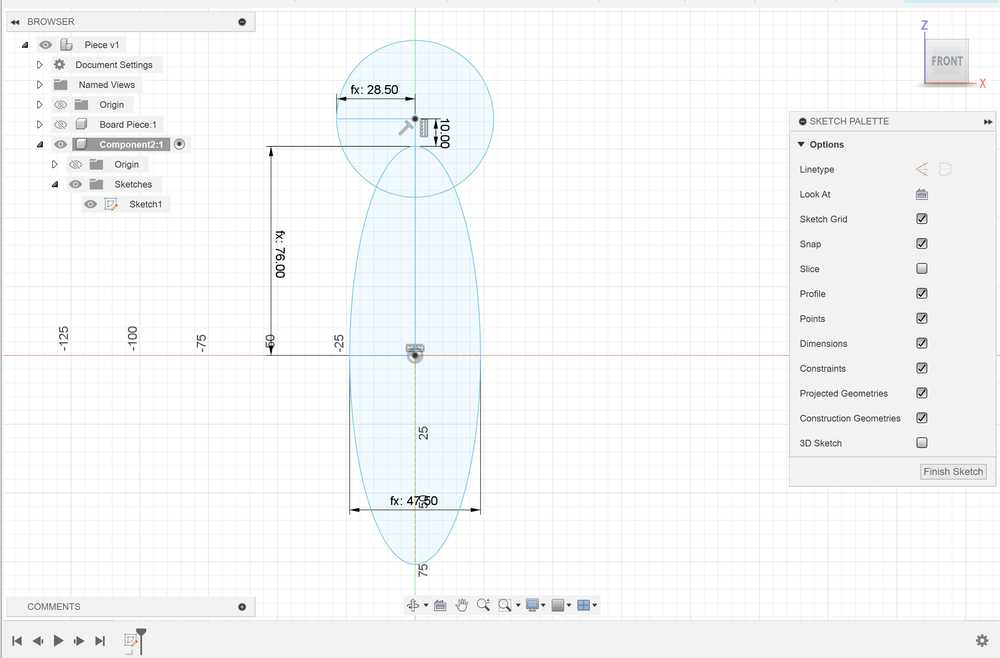 BROWSER
Piece v1
Document Settings
Named Views
Origin
Board Piece:1
Component2:1
Origin
Sketches
Sketch1
fx: 28.50
10.00
fx: 76.00
-125
-100
-75
-50
-25
25
fx: 47.50
50
75
Z
FRONT
X
SKETCH PALETTE
Options
Linetype
Look At
Sketch Grid
Snap
Slice
Profile
Points
Dimensions
Constraints
Projected Geometries
Construction Geometries
3D Sketch
Finish Sketch
COMMENTS